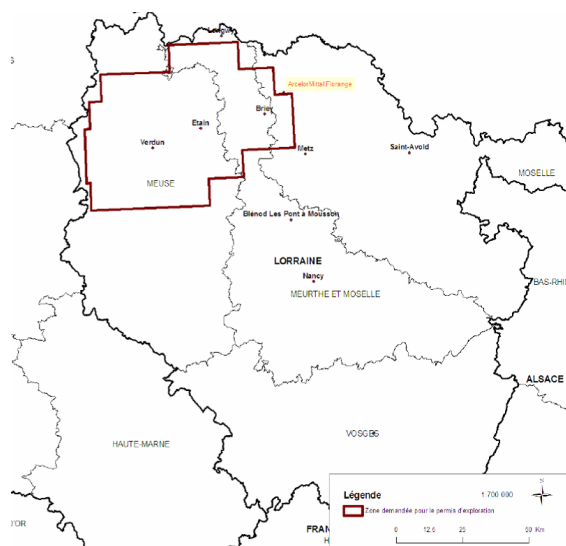 Longwy
ArcelorMittal Florange
Briey
Etain
Verdun
Metz
Saint-Avold
MOSELLE
MEUSE
Blénod Les Pont à Mousson
LORRAINE
Nancy
MEURTHE ET MOSELLE
BAS-RHI
ALSACE
VOSGES
HAUTE-MARNE
Légende
1:700 000
N
Zone demandée pour le permis d'exploration
0 12.5 25 50 Km
D'OR
FRAN
H